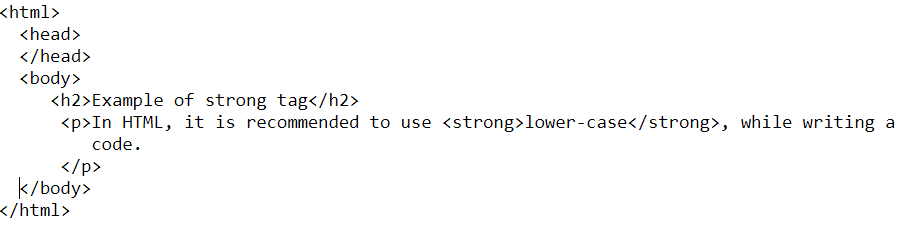 <html>
<head>
</head>
<body>
<h2>Example of strong tag</h2>
<p>In HTML, it is recommended to use <strong>lower-case</strong>, while writing a
code.
</p>
</body>
</html>